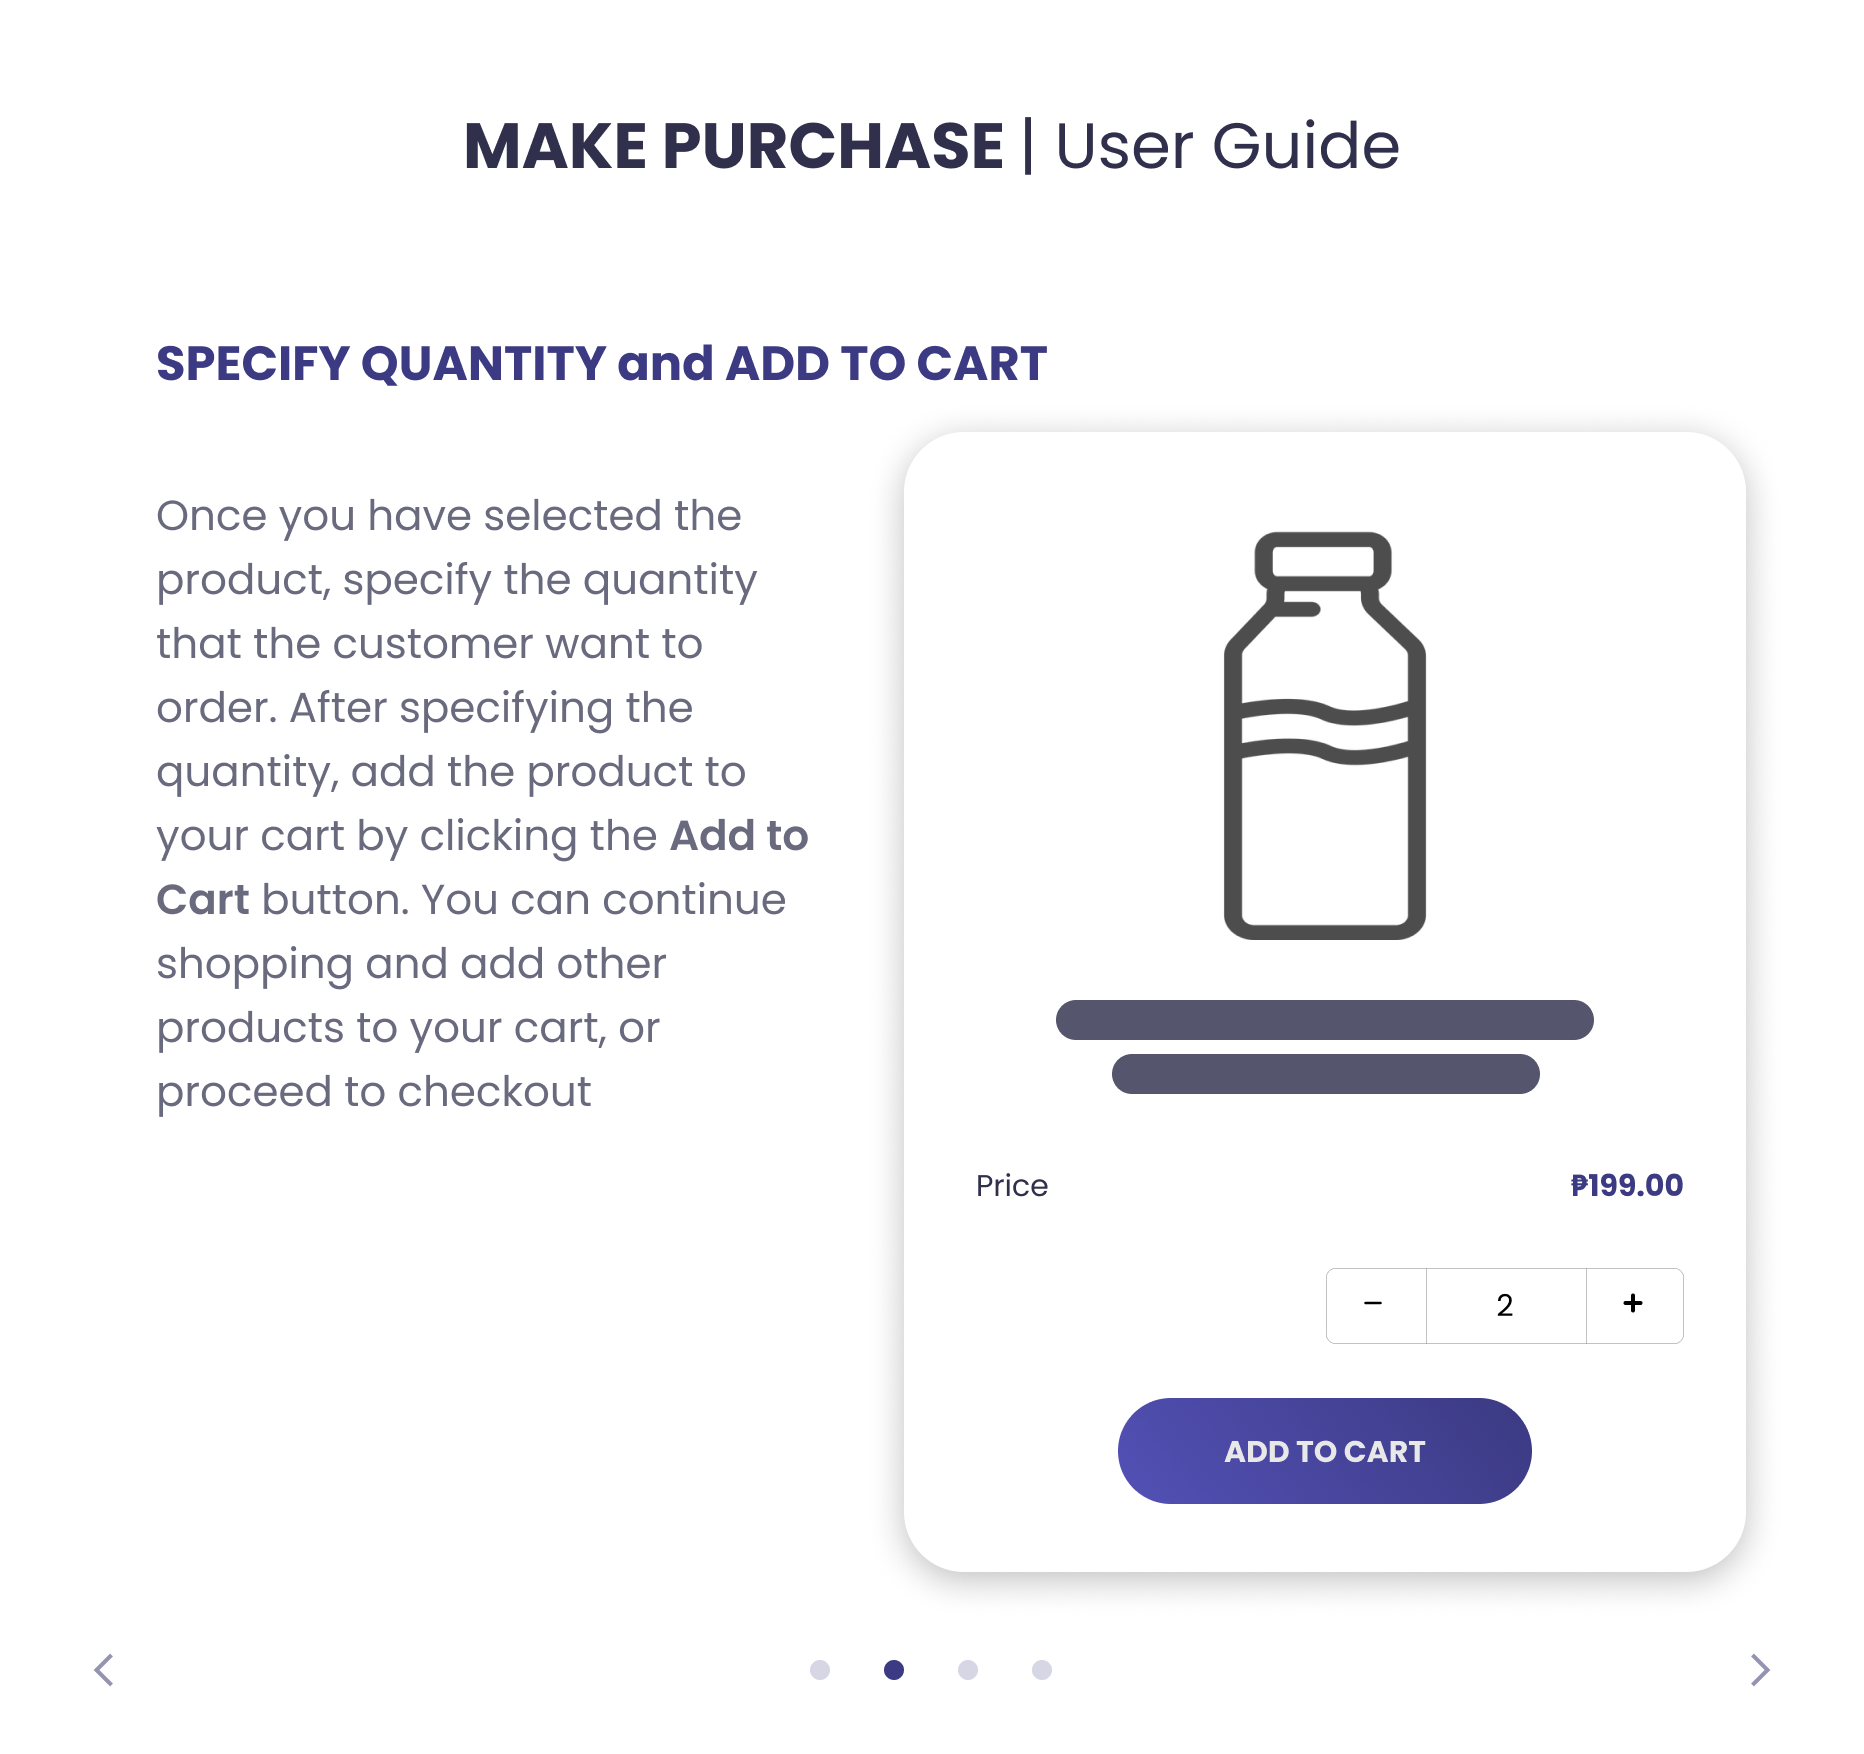 MAKE PURCHASE | User Guide
SPECIFY QUANTITY and ADD TO CART
Once you have selected the
product, specify the quantity
that the customer want to
order. After specifying the
quantity, add the product to
your cart by clicking the Add to
Cart button. You can continue
shopping and add other
products to your cart, or
proceed to checkout
Price ₱199.00
− 2 +
ADD TO CART